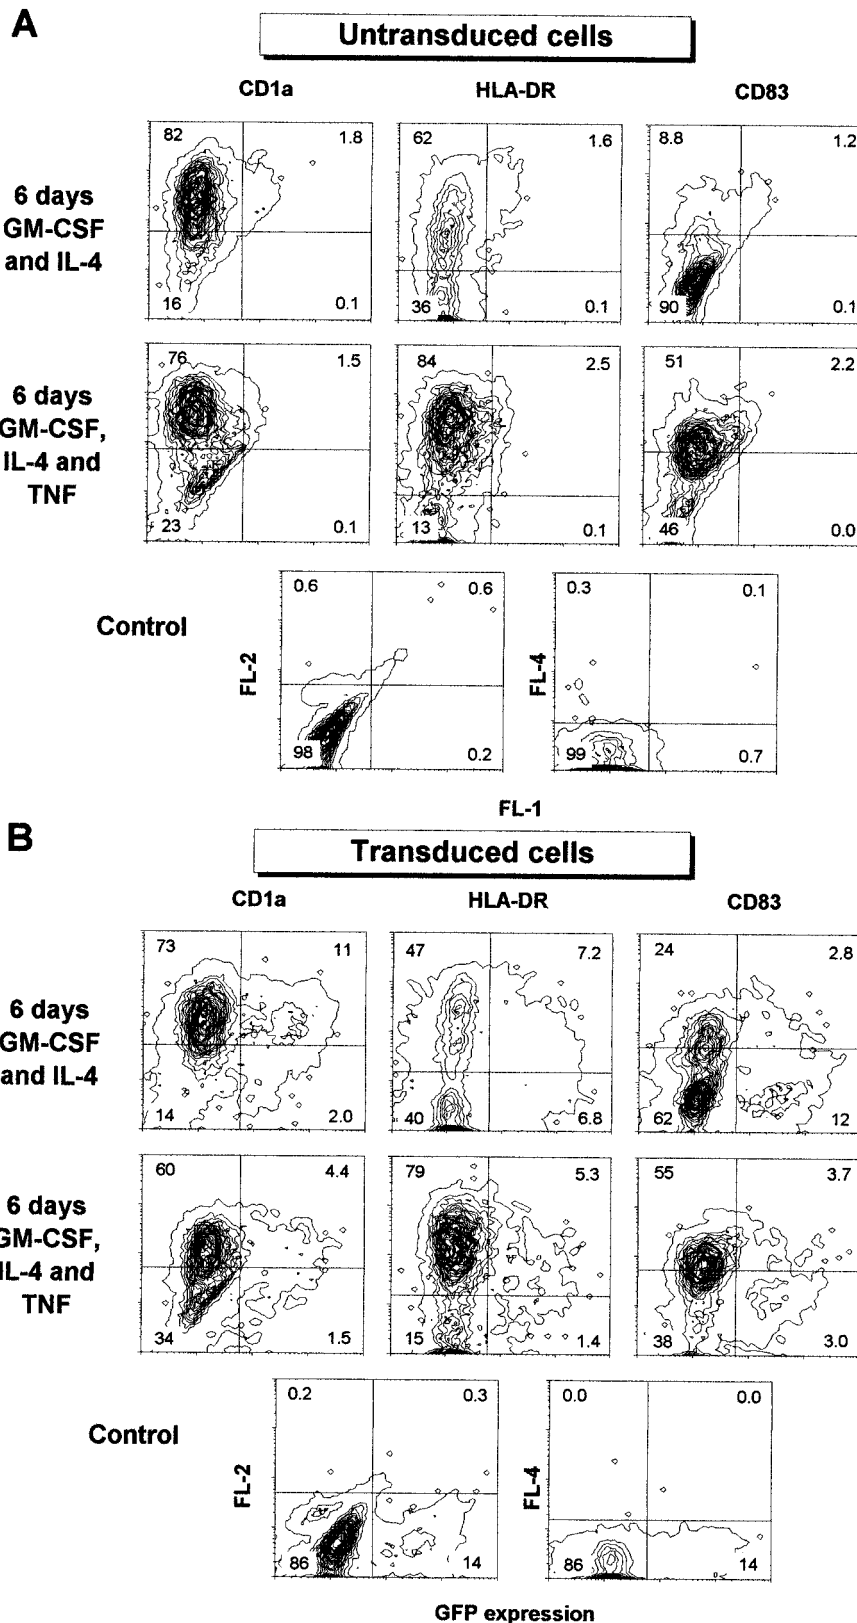 A
Untransduced cells
CD1a HLA-DR CD83
6 days
GM-CSF
and IL-4
82 1.8 62 1.6 8.8 1.2
16 0.1 36 0.1 90 0.1
6 days
GM-CSF,
IL-4 and
TNF
76 1.5 84 2.5 51 2.2
23 0.1 13 0.1 46 0.0
Control
FL-2
0.6 0.6
98 0.2
FL-4
0.3 0.1
99 0.7
FL-1
B
Transduced cells
CD1a HLA-DR CD83
6 days
GM-CSF
and IL-4
73 11 47 7.2 24 2.8
14 2.0 40 6.8 62 12
6 days
GM-CSF,
IL-4 and
TNF
60 4.4 79 5.3 55 3.7
34 1.5 15 1.4 38 3.0
Control
FL-2
0.2 0.3
86 14
FL-4
0.0 0.0
86 14
GFP expression